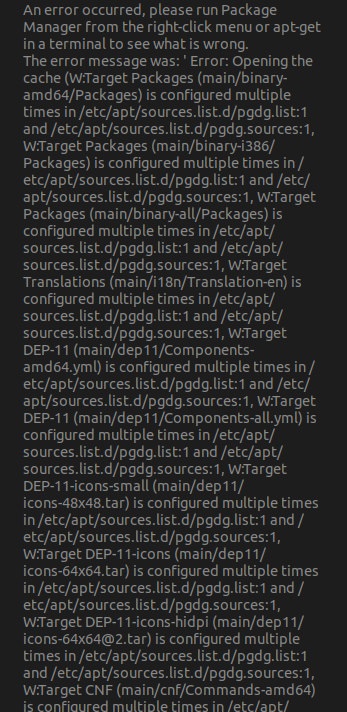 An error occurred, please run Package
Manager from the right-click menu or apt-get
in a terminal to see what is wrong.
The error message was: ' Error: Opening the
cache (W:Target Packages (main/binary-
amd64/Packages) is configured multiple
times in /etc/apt/sources.list.d/pgdg.list:1
and /etc/apt/sources.list.d/pgdg.sources:1,
W:Target Packages (main/binary-i386/
Packages) is configured multiple times in /
etc/apt/sources.list.d/pgdg.list:1 and /etc/
apt/sources.list.d/pgdg.sources:1, W:Target
Packages (main/binary-all/Packages) is
configured multiple times in /etc/apt/
sources.list.d/pgdg.list:1 and /etc/apt/
sources.list.d/pgdg.sources:1, W:Target
Translations (main/i18n/Translation-en) is
configured multiple times in /etc/apt/
sources.list.d/pgdg.list:1 and /etc/apt/
sources.list.d/pgdg.sources:1, W:Target
DEP-11 (main/dep11/Components-
amd64.yml) is configured multiple times in /
etc/apt/sources.list.d/pgdg.list:1 and /etc/
apt/sources.list.d/pgdg.sources:1, W:Target
DEP-11 (main/dep11/Components-all.yml) is
configured multiple times in /etc/apt/
sources.list.d/pgdg.list:1 and /etc/apt/
sources.list.d/pgdg.sources:1, W:Target
DEP-11-icons-small (main/dep11/
icons-48x48.tar) is configured multiple times
in /etc/apt/sources.list.d/pgdg.list:1 and /
etc/apt/sources.list.d/pgdg.sources:1,
W:Target DEP-11-icons (main/dep11/
icons-64x64.tar) is configured multiple times
in /etc/apt/sources.list.d/pgdg.list:1 and /
etc/apt/sources.list.d/pgdg.sources:1,
W:Target DEP-11-icons-hidpi (main/dep11/
icons-64x64@2.tar) is configured multiple
times in /etc/apt/sources.list.d/pgdg.list:1
and /etc/apt/sources.list.d/pgdg.sources:1,
W:Target CNF (main/cnf/Commands-amd64)
is configured multiple times in /etc/apt/